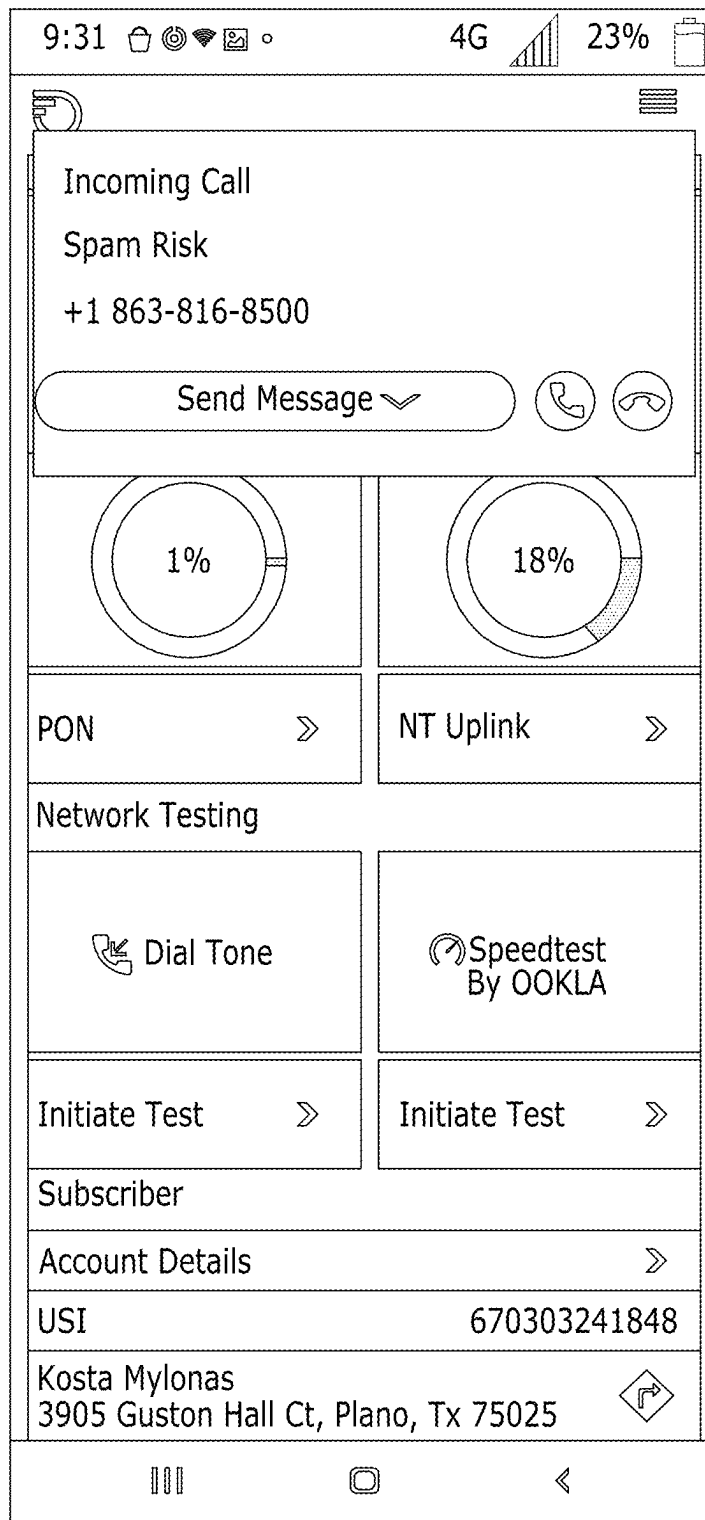 9:31 4G 23%
Incoming Call
Spam Risk
+1 863-816-8500
Send Message
1% 18%
PON NT Uplink
Network Testing
Dial Tone Speedtest
By OOKLA
Initiate Test Initiate Test
Subscriber
Account Details
USI 670303241848
Kosta Mylonas
3905 Guston Hall Ct, Plano, Tx 75025